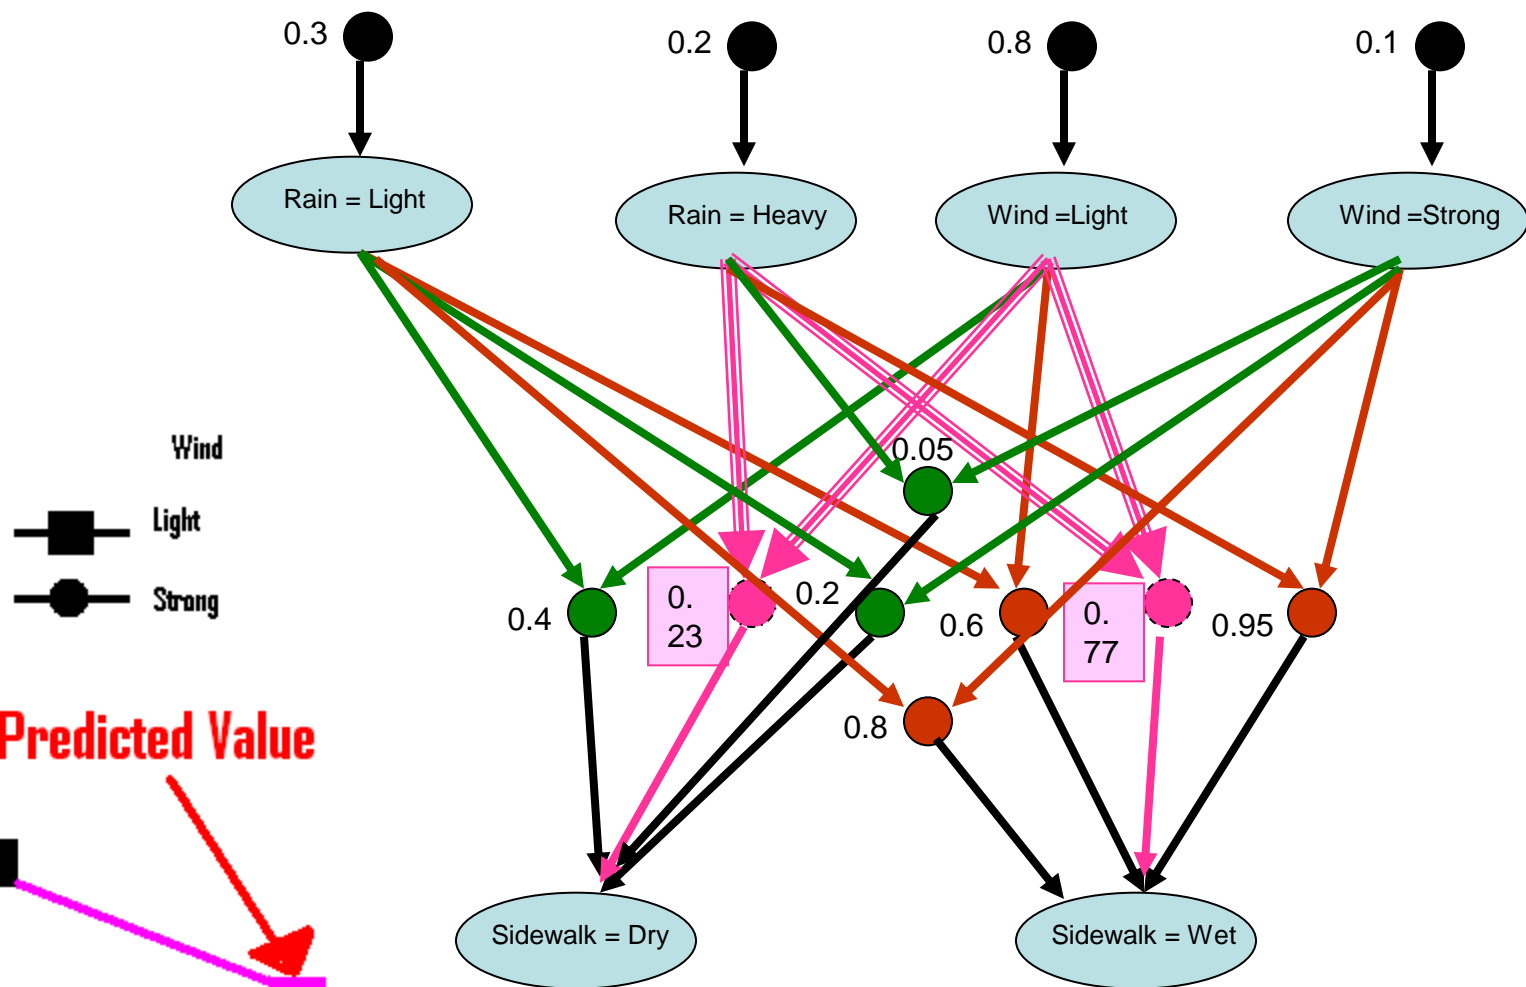 0.3
0.2
0.8
0.1
Rain = Light
Rain = Heavy
Wind =Light
Wind =Strong
Wind
Light
Strong
0.05
0.4
0.
23
0.2
0.6
0.
77
0.95
0.8
Predicted Value
Sidewalk = Dry
Sidewalk = Wet